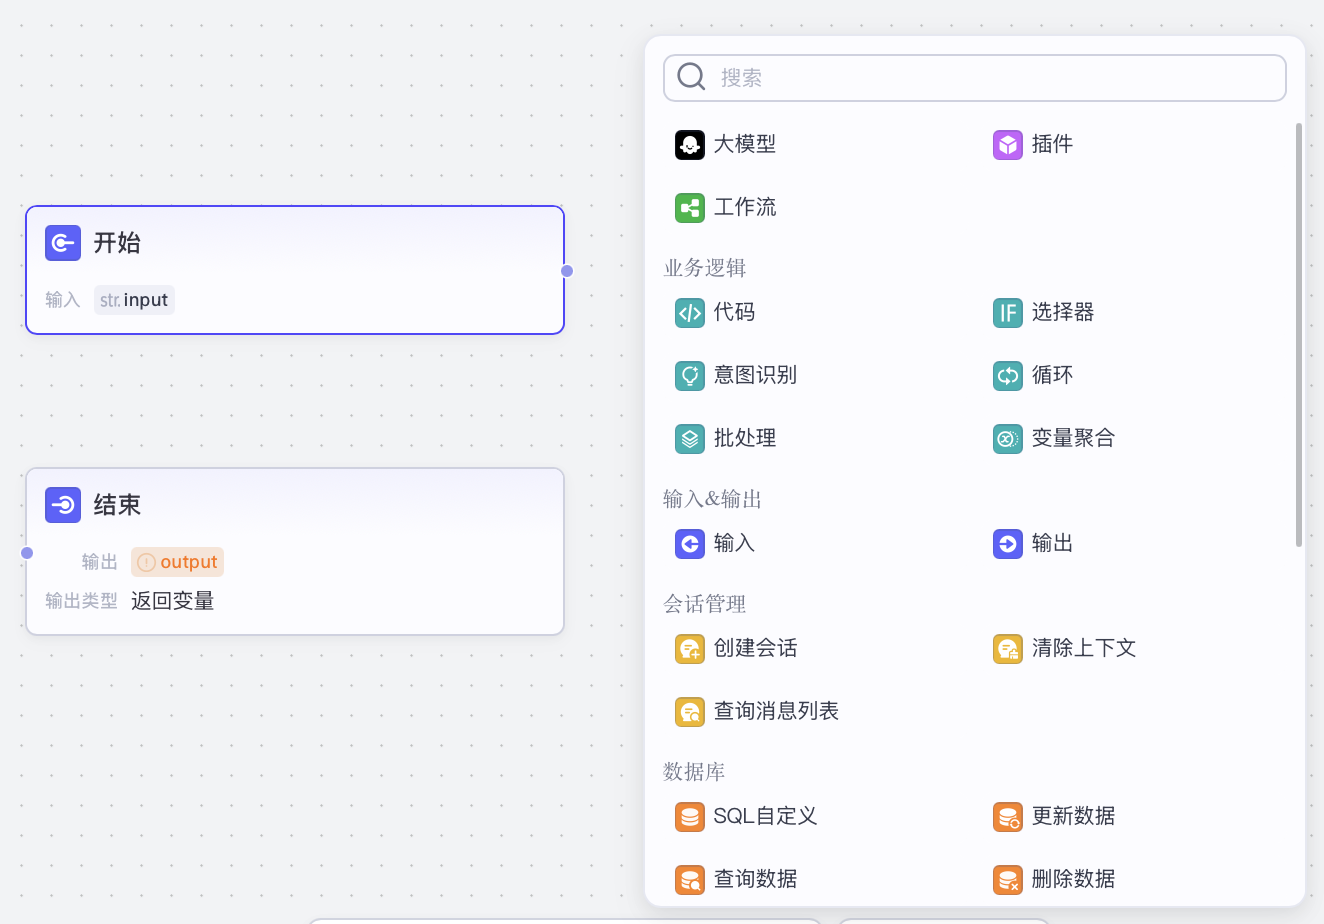 开始
输入 str. input
结束
输出 output
输出类型 返回变量
搜索
大模型 插件
工作流
业务逻辑
代码 选择器
意图识别 循环
批处理 变量聚合
输入&输出
输入 输出
会话管理
创建会话 清除上下文
查询消息列表
数据库
SQL自定义 更新数据
查询数据 删除数据